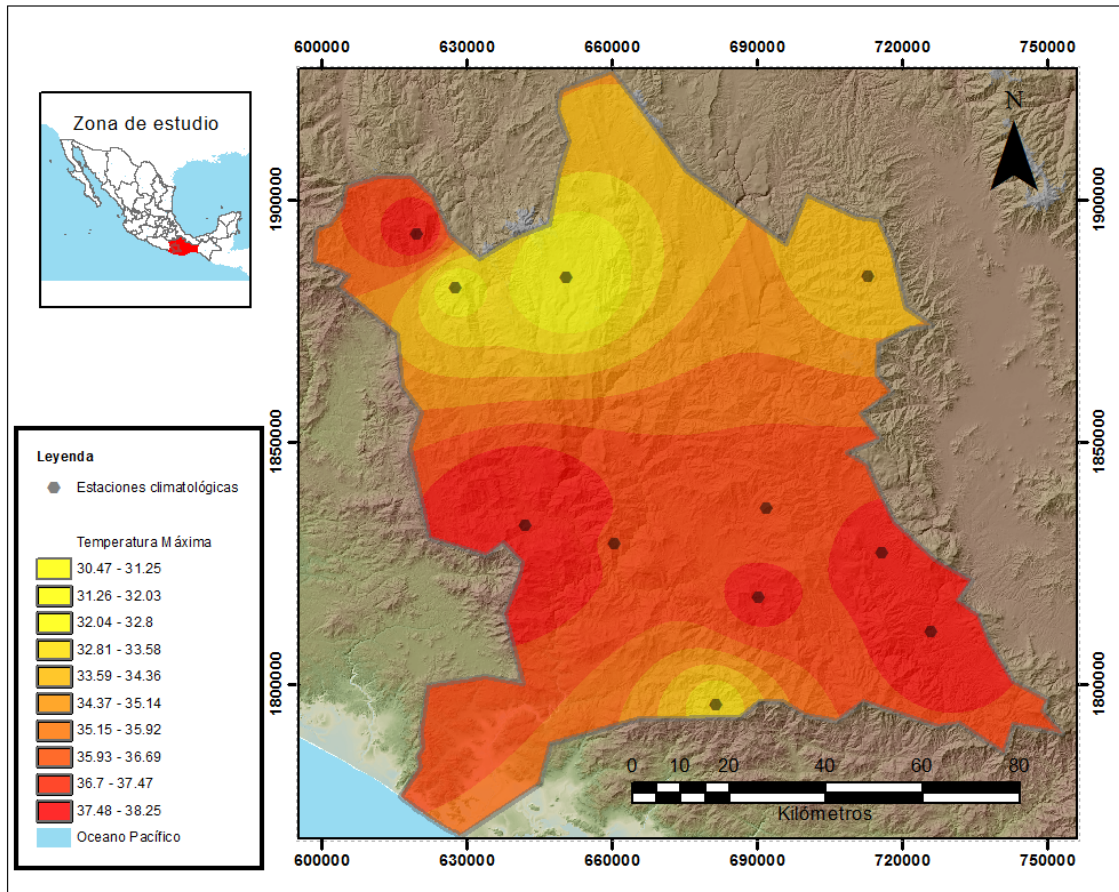 Zona de estudio
Leyenda
Estaciones climatológicas
Temperatura Máxima
30.47 - 31.25
31.26 - 32.03
32.04 - 32.8
32.81 - 33.58
33.59 - 34.36
34.37 - 35.14
35.15 - 35.92
35.93 - 36.69
36.7 - 37.47
37.48 - 38.25
Oceano Pacífico
600000 630000 660000 690000 720000 750000
1900000 1900000
1850000 1850000
1800000 1800000
N
0 10 20 40 60 80
Kilómetros
600000 630000 660000 690000 720000 750000